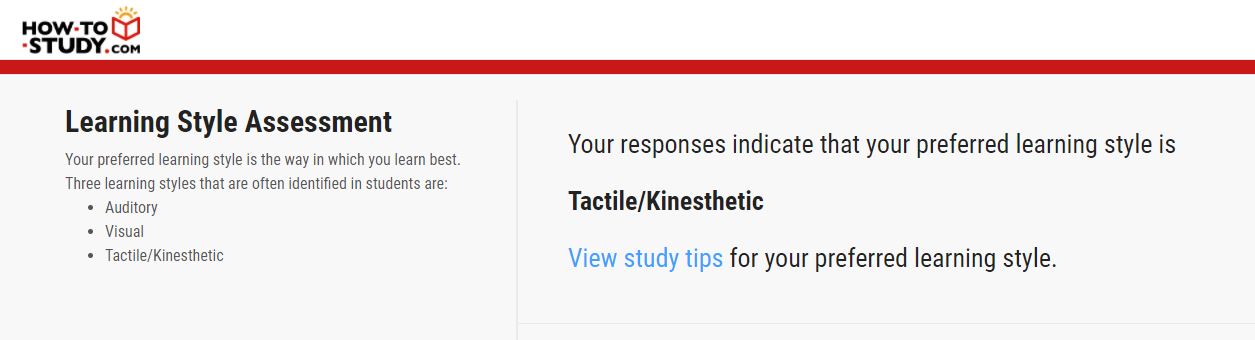 HOW-TO
-STUDY.COM
Learning Style Assessment
Your preferred learning style is the way in which you learn best.
Three learning styles that are often identified in students are:
• Auditory
• Visual
• Tactile/Kinesthetic
Your responses indicate that your preferred learning style is
Tactile/Kinesthetic
View study tips for your preferred learning style.